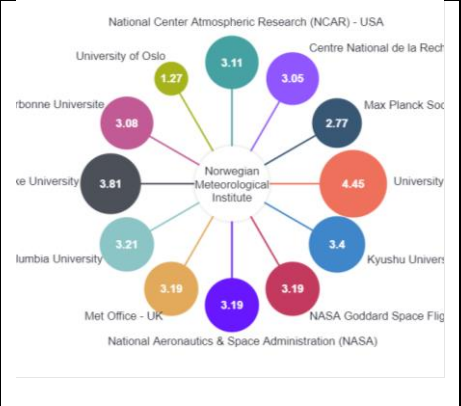 National Center Atmospheric Research (NCAR) - USA
Centre National de la Rech
University of Oslo
3.11
3.05
1.27
rbonne Universite
Max Planck Soc
3.08
2.77
Norwegian
Meteorological
Institute
ke University
3.81
4.45
University
3.21
3.4
lumbia University
Kyushu Univers
3.19
3.19
3.19
Met Office - UK
NASA Goddard Space Flig
National Aeronautics & Space Administration (NASA)